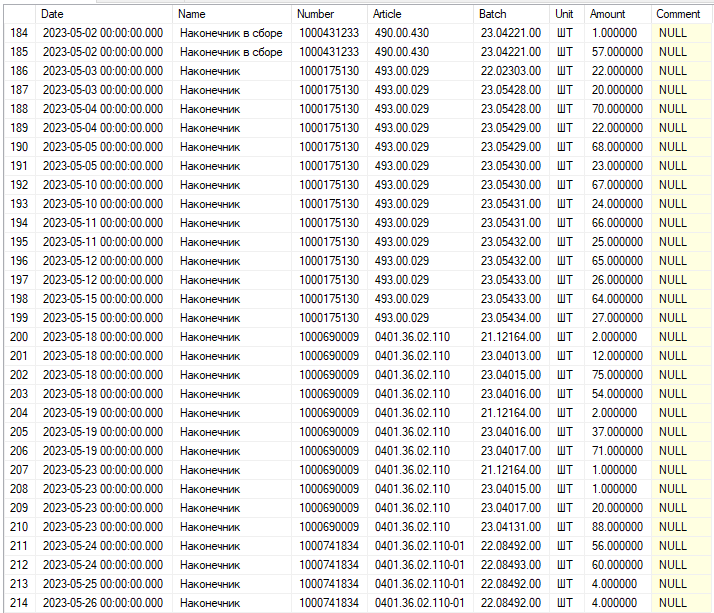 Date Name Number Article Batch Unit Amount Comment
184 2023-05-02 00:00:00.000 Наконечник в сборе 1000431233 490.00.430 23.04221.00 ШТ 1.000000 NULL
185 2023-05-02 00:00:00.000 Наконечник в сборе 1000431233 490.00.430 23.04221.00 ШТ 57.000000 NULL
186 2023-05-03 00:00:00.000 Наконечник 1000175130 493.00.029 22.02303.00 ШТ 22.000000 NULL
187 2023-05-03 00:00:00.000 Наконечник 1000175130 493.00.029 23.05428.00 ШТ 20.000000 NULL
188 2023-05-04 00:00:00.000 Наконечник 1000175130 493.00.029 23.05428.00 ШТ 70.000000 NULL
189 2023-05-04 00:00:00.000 Наконечник 1000175130 493.00.029 23.05429.00 ШТ 22.000000 NULL
190 2023-05-05 00:00:00.000 Наконечник 1000175130 493.00.029 23.05429.00 ШТ 68.000000 NULL
191 2023-05-05 00:00:00.000 Наконечник 1000175130 493.00.029 23.05430.00 ШТ 23.000000 NULL
192 2023-05-10 00:00:00.000 Наконечник 1000175130 493.00.029 23.05430.00 ШТ 67.000000 NULL
193 2023-05-10 00:00:00.000 Наконечник 1000175130 493.00.029 23.05431.00 ШТ 24.000000 NULL
194 2023-05-11 00:00:00.000 Наконечник 1000175130 493.00.029 23.05431.00 ШТ 66.000000 NULL
195 2023-05-11 00:00:00.000 Наконечник 1000175130 493.00.029 23.05432.00 ШТ 25.000000 NULL
196 2023-05-12 00:00:00.000 Наконечник 1000175130 493.00.029 23.05432.00 ШТ 65.000000 NULL
197 2023-05-12 00:00:00.000 Наконечник 1000175130 493.00.029 23.05433.00 ШТ 26.000000 NULL
198 2023-05-15 00:00:00.000 Наконечник 1000175130 493.00.029 23.05433.00 ШТ 64.000000 NULL
199 2023-05-15 00:00:00.000 Наконечник 1000175130 493.00.029 23.05434.00 ШТ 27.000000 NULL
200 2023-05-18 00:00:00.000 Наконечник 1000690009 0401.36.02.110 21.12164.00 ШТ 2.000000 NULL
201 2023-05-18 00:00:00.000 Наконечник 1000690009 0401.36.02.110 23.04013.00 ШТ 12.000000 NULL
202 2023-05-18 00:00:00.000 Наконечник 1000690009 0401.36.02.110 23.04015.00 ШТ 75.000000 NULL
203 2023-05-18 00:00:00.000 Наконечник 1000690009 0401.36.02.110 23.04016.00 ШТ 54.000000 NULL
204 2023-05-19 00:00:00.000 Наконечник 1000690009 0401.36.02.110 21.12164.00 ШТ 2.000000 NULL
205 2023-05-19 00:00:00.000 Наконечник 1000690009 0401.36.02.110 23.04016.00 ШТ 37.000000 NULL
206 2023-05-19 00:00:00.000 Наконечник 1000690009 0401.36.02.110 23.04017.00 ШТ 71.000000 NULL
207 2023-05-23 00:00:00.000 Наконечник 1000690009 0401.36.02.110 21.12164.00 ШТ 1.000000 NULL
208 2023-05-23 00:00:00.000 Наконечник 1000690009 0401.36.02.110 23.04015.00 ШТ 1.000000 NULL
209 2023-05-23 00:00:00.000 Наконечник 1000690009 0401.36.02.110 23.04017.00 ШТ 20.000000 NULL
210 2023-05-23 00:00:00.000 Наконечник 1000690009 0401.36.02.110 23.04131.00 ШТ 88.000000 NULL
211 2023-05-24 00:00:00.000 Наконечник 1000741834 0401.36.02.110-01 22.08492.00 ШТ 56.000000 NULL
212 2023-05-24 00:00:00.000 Наконечник 1000741834 0401.36.02.110-01 22.08493.00 ШТ 60.000000 NULL
213 2023-05-25 00:00:00.000 Наконечник 1000741834 0401.36.02.110-01 22.08492.00 ШТ 4.000000 NULL
214 2023-05-26 00:00:00.000 Наконечник 1000741834 0401.36.02.110-01 22.08492.00 ШТ 4.000000 NULL